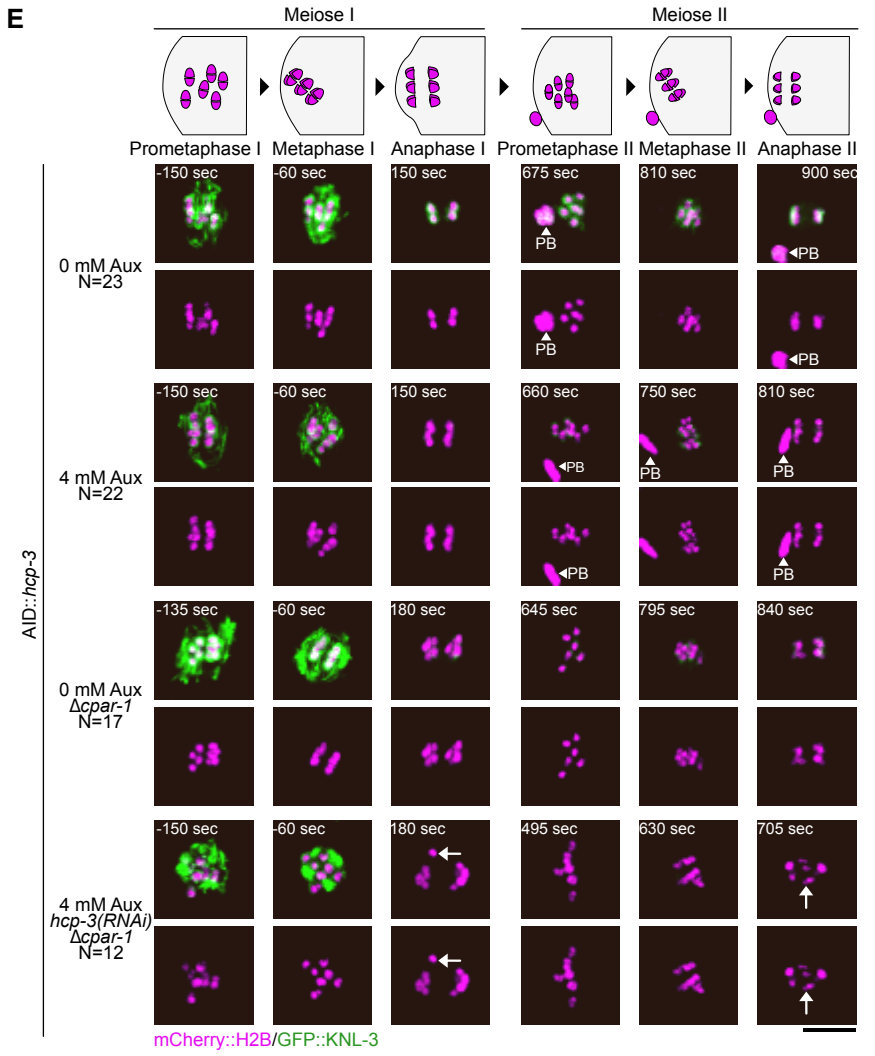 E
Meiose I
Meiose II
Prometaphase I
Metaphase I
Anaphase I
Prometaphase II
Metaphase II
Anaphase II
AID::hcp-3
0 mM Aux
N=23
-150 sec
-60 sec
150 sec
675 sec
810 sec
900 sec
PB
PB
PB
PB
4 mM Aux
N=22
-150 sec
-60 sec
150 sec
660 sec
750 sec
810 sec
PB
PB
PB
PB
PB
0 mM Aux
Δcpar-1
N=17
-135 sec
-60 sec
180 sec
645 sec
795 sec
840 sec
4 mM Aux
hcp-3(RNAi)
Δcpar-1
N=12
-150 sec
-60 sec
180 sec
495 sec
630 sec
705 sec
mCherry::H2B/GFP::KNL-3